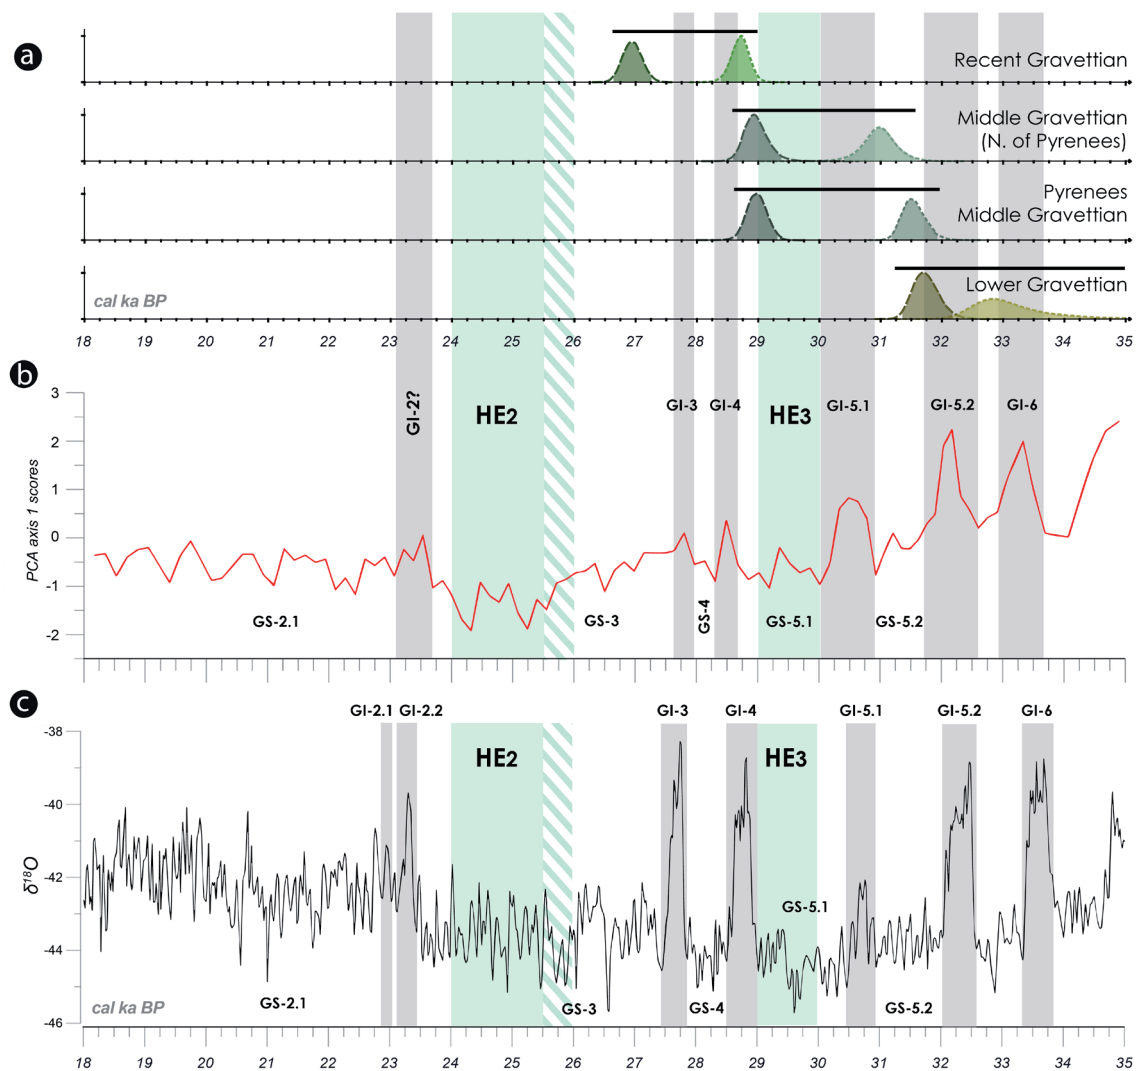 a
Recent Gravettian
Middle Gravettian
(N. of Pyrenees)
Pyrenees
Middle Gravettian
Lower Gravettian
cal ka BP
18 19 20 21 22 23 24 25 26 27 28 29 30 31 32 33 34 35
b
3
2
1
0
-1
-2
PCA axis 1 scores
GI-2?
HE2
GI-3
GI-4
HE3
GI-5.1
GI-5.2
GI-6
GS-2.1
GS-3
GS-4
GS-5.1
GS-5.2
c
GI-2.1
GI-2.2
GI-3
GI-4
GI-5.1
GI-5.2
GI-6
-38
-40
-42
-44
-46
δ18O
HE2
HE3
GS-5.1
GS-2.1
GS-3
GS-4
GS-5.2
cal ka BP
18 19 20 21 22 23 24 25 26 27 28 29 30 31 32 33 34 35